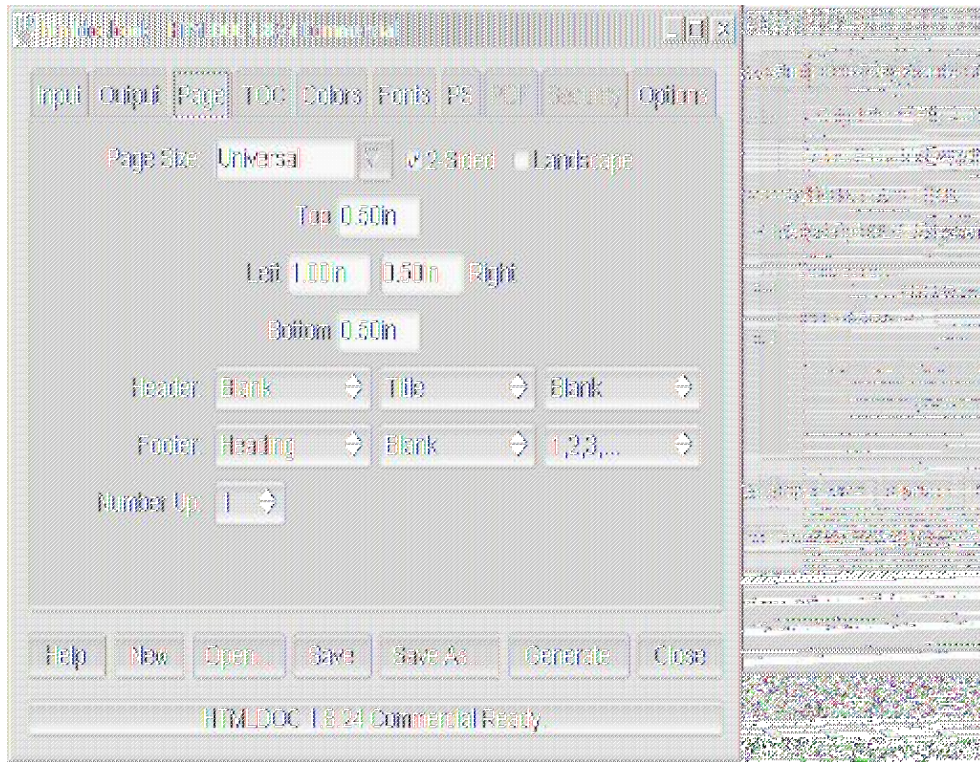 Input Output Page TOC Colors Fonts PS PDF Security Options
Page Size: Universal 2-Sided Landscape
Top 0.50in
Left 1.00in 0.50in Right
Bottom 0.50in
Header: Blank Title Blank
Footer: Heading Blank 1,2,3,...
Number Up: 1
Help New Open... Save Save As... Generate Close
HTMLDOC 1.8.24 Commercial Ready.